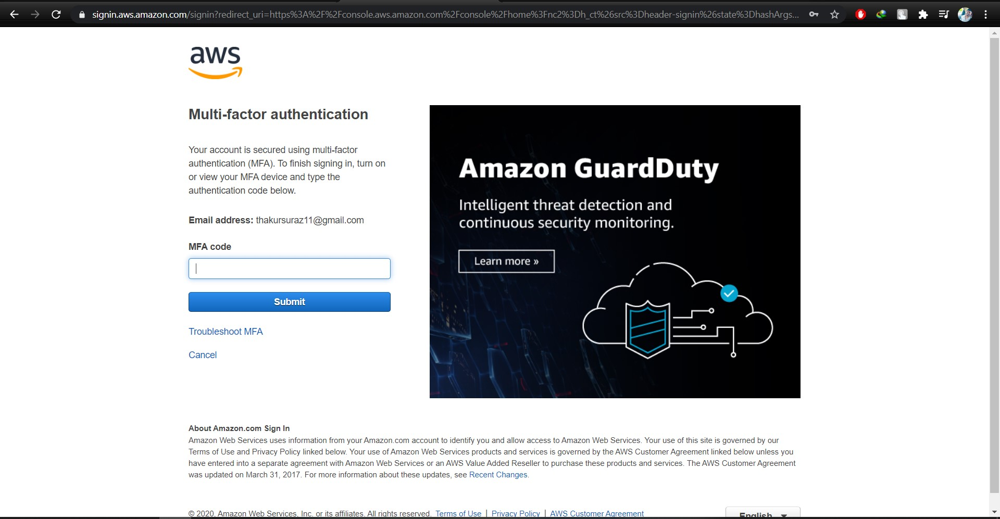 signin.aws.amazon.com/signin?redirect_uri=https%3A%2F%2Fconsole.aws.amazon.com%2Fconsole%2Fhome%3Fnc2%3Dh_ct%26src%3Dheader-signin%26state%3DhashArgs...
aws
Multi-factor authentication
Your account is secured using multi-factor
authentication (MFA). To finish signing in, turn on
or view your MFA device and type the
authentication code below.
Email address: thakursuraz11@gmail.com
MFA code
Submit
Troubleshoot MFA
Cancel
Amazon GuardDuty
Intelligent threat detection and
continuous security monitoring.
Learn more »
About Amazon.com Sign In
Amazon Web Services uses information from your Amazon.com account to identify you and allow access to Amazon Web Services. Your use of this site is governed by our
Terms of Use and Privacy Policy linked below. Your use of Amazon Web Services products and services is governed by the AWS Customer Agreement linked below unless you
have entered into a separate agreement with Amazon Web Services or an AWS Value Added Reseller to purchase these products and services. The AWS Customer Agreement
was updated on March 31, 2017. For more information about these updates, see Recent Changes.
© 2020, Amazon Web Services, Inc. or its affiliates. All rights reserved. Terms of Use | Privacy Policy | AWS Customer Agreement
English